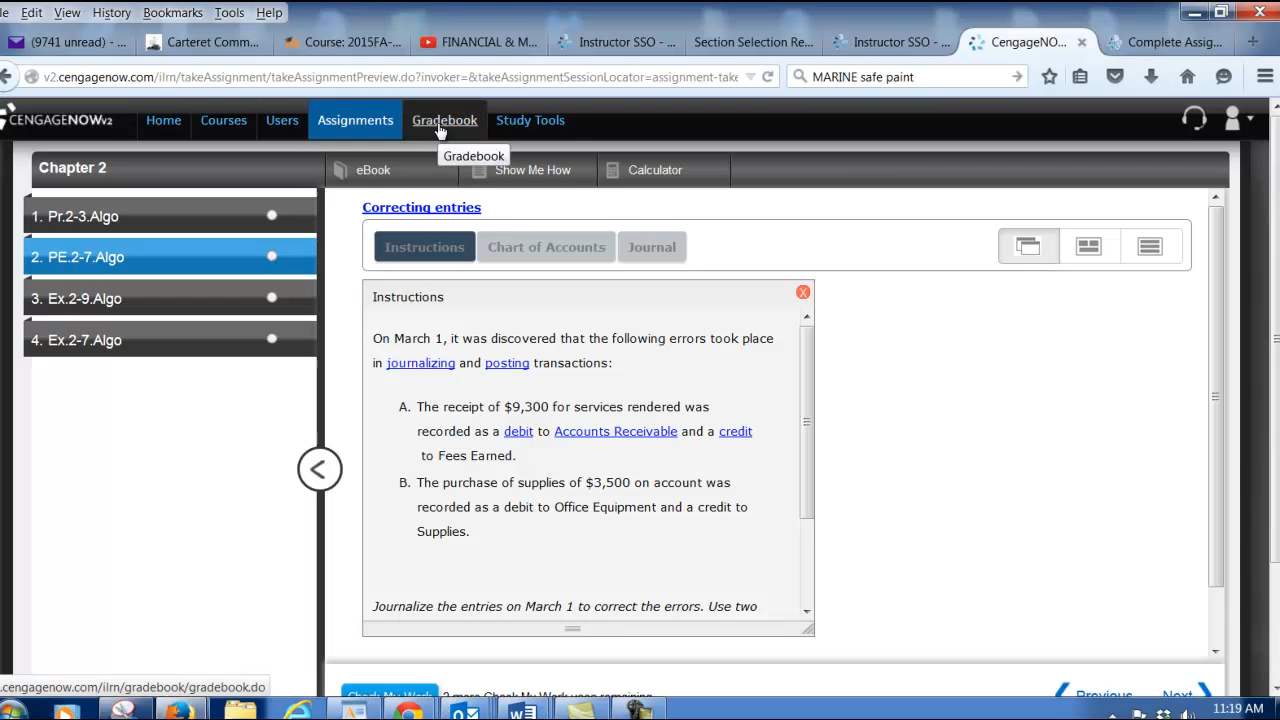 Edit View History Bookmarks Tools Help
(9741 unread) - ...
Carteret Comm...
Course: 2015FA-...
FINANCIAL & M...
Instructor SSO - ...
Section Selection Re...
Instructor SSO - ...
CengageNO...
Complete Assig...
v2.cengagenow.com/ilrn/takeAssignment/takeAssignmentPreview.do?invoker=&takeAssignmentSessionLocator=assignment-take
MARINE safe paint
CENGAGENOWv2 Home Courses Users Assignments Gradebook Study Tools
Gradebook
Chapter 2
eBook Show Me How Calculator
1. Pr.2-3.Algo
2. PE.2-7.Algo
3. Ex.2-9.Algo
4. Ex.2-7.Algo
Correcting entries
Instructions Chart of Accounts Journal
Instructions
X
On March 1, it was discovered that the following errors took place
in journalizing and posting transactions:
A. The receipt of $9,300 for services rendered was
recorded as a debit to Accounts Receivable and a credit
to Fees Earned.
B. The purchase of supplies of $3,500 on account was
recorded as a debit to Office Equipment and a credit to
Supplies.
Journalize the entries on March 1 to correct the errors. Use two
.cengagenow.com/ilrn/gradebook/gradebook.do
Check My Work 2 more Check My Work uses remaining.
Previous Next
11:19 AM